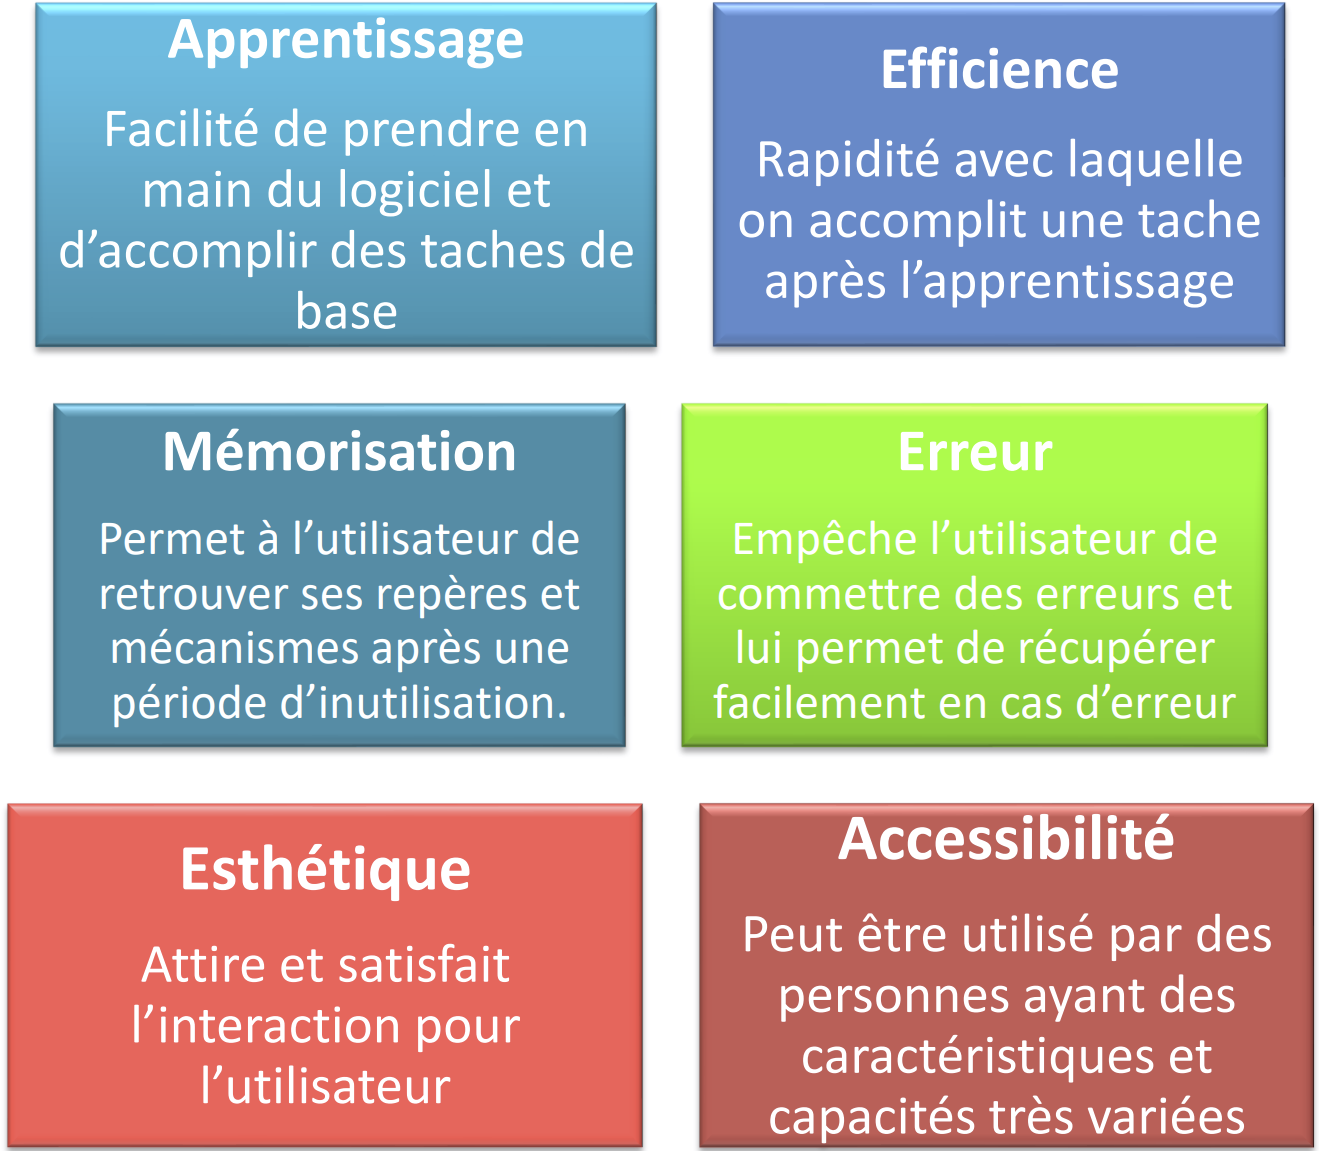 Apprentissage
Facilité de prendre en
main du logiciel et
d’accomplir des taches de
base
Efficience
Rapidité avec laquelle
on accomplit une tache
après l’apprentissage
Mémorisation
Permet à l’utilisateur de
retrouver ses repères et
mécanismes après une
période d’inutilisation.
Erreur
Empêche l’utilisateur de
commettre des erreurs et
lui permet de récupérer
facilement en cas d’erreur
Esthétique
Attire et satisfait
l’interaction pour
l’utilisateur
Accessibilité
Peut être utilisé par des
personnes ayant des
caractéristiques et
capacités très variées